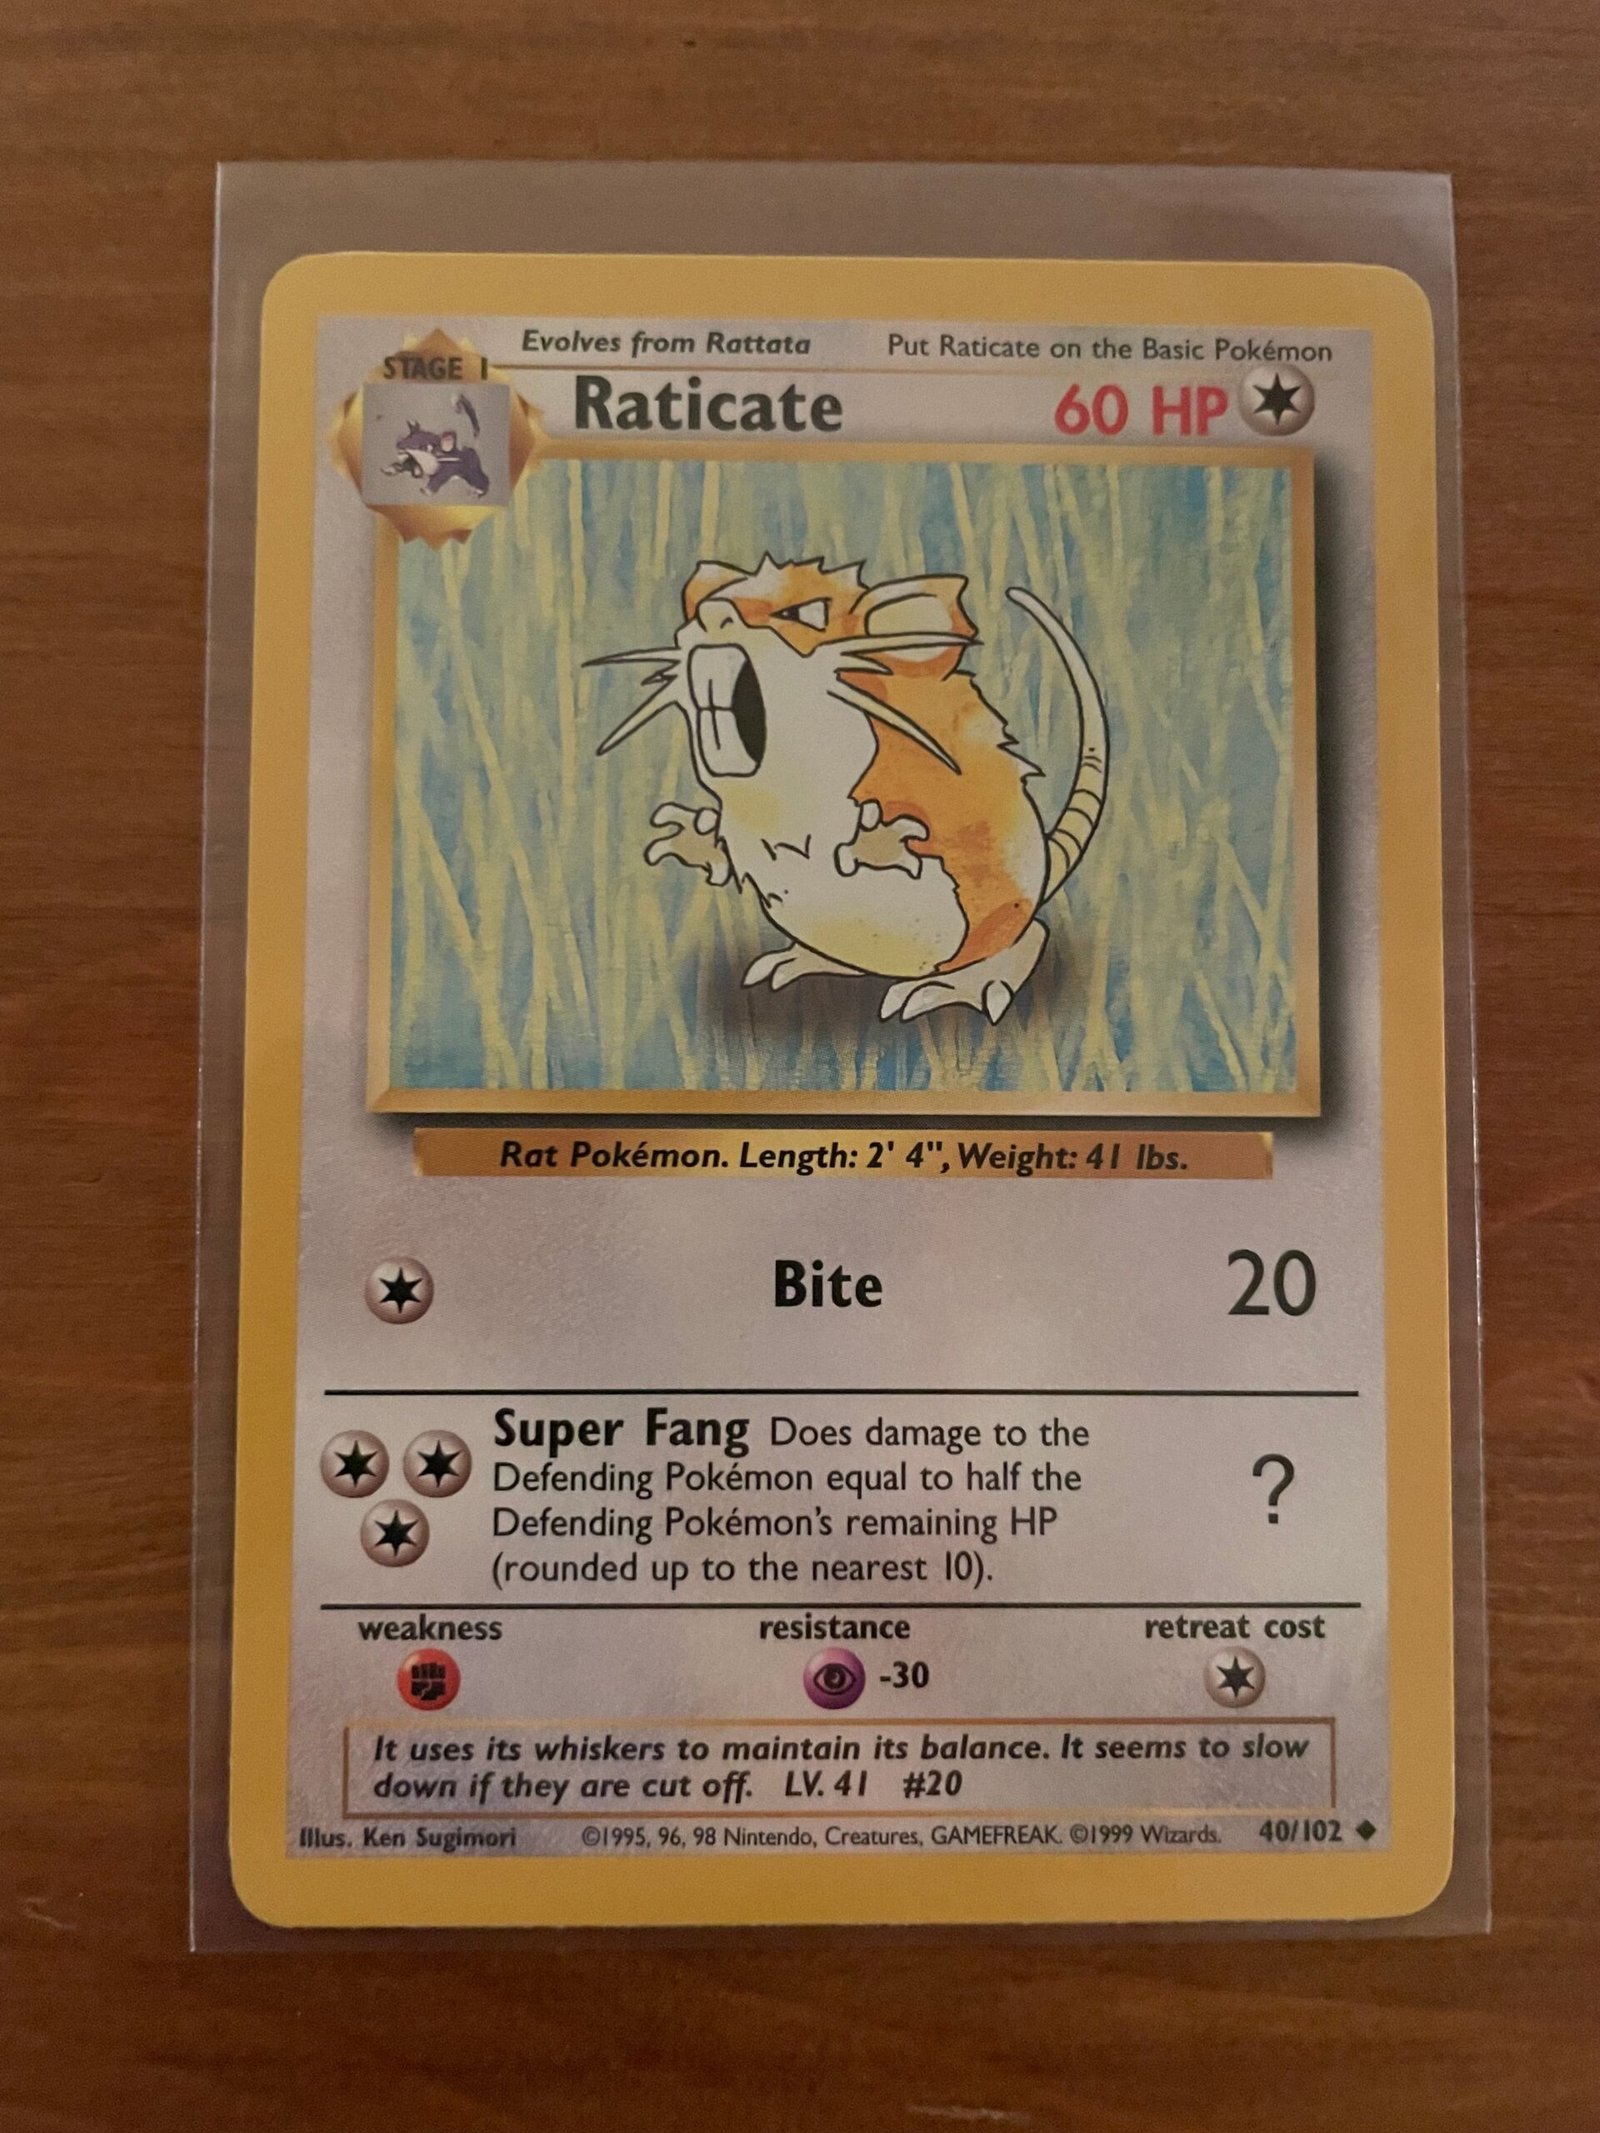 Evolves from Rattata Put Raticate on the Basic Pokémon
STAGE 1
Raticate 60 HP
Rat Pokémon. Length: 2' 4", Weight: 41 lbs.
Bite 20
Super Fang Does damage to the
Defending Pokémon equal to half the
Defending Pokémon's remaining HP
(rounded up to the nearest 10).
?
weakness resistance retreat cost
-30
It uses its whiskers to maintain its balance. It seems to slow
down if they are cut off. LV. 41 #20
Illus. Ken Sugimori ©1995, 96, 98 Nintendo, Creatures, GAMEFREAK. ©1999 Wizards. 40/102